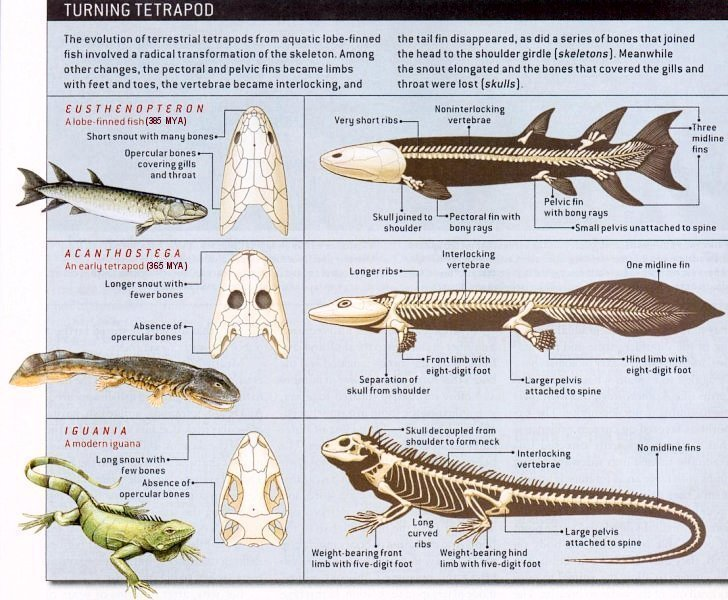 TURNING TETRAPOD
The evolution of terrestrial tetrapods from aquatic lobe-finned
fish involved a radical transformation of the skeleton. Among
other changes, the pectoral and pelvic fins became limbs
with feet and toes, the vertebrae became interlocking, and
the tail fin disappeared, as did a series of bones that joined
the head to the shoulder girdle (skeletons). Meanwhile
the snout elongated and the bones that covered the gills and
throat were lost (skulls).
EUSTHENOPTERON
A lobe-finned fish (385 MYA)
Short snout with many bones
Opercular bones
covering gills
and throat
Very short ribs
Noninterlocking
vertebrae
Three
midline
fins
Skull joined to
shoulder
Pectoral fin with
bony rays
Pelvic fin
with bony rays
Small pelvis unattached to spine
ACANTHOSTEGA
An early tetrapod (365 MYA)
Longer snout with
fewer bones
Absence of
opercular bones
Longer ribs
Interlocking
vertebrae
One midline fin
Separation of
skull from shoulder
Front limb with
eight-digit foot
Larger pelvis
attached to spine
Hind limb with
eight-digit foot
IGUANIA
A modern iguana
Long snout with
few bones
Absence of
opercular bones
Skull decoupled from
shoulder to form neck
Interlocking
vertebrae
No midline fins
Long
curved
ribs
Large pelvis
attached to spine
Weight-bearing front
limb with five-digit foot
Weight-bearing hind
limb with five-digit foot